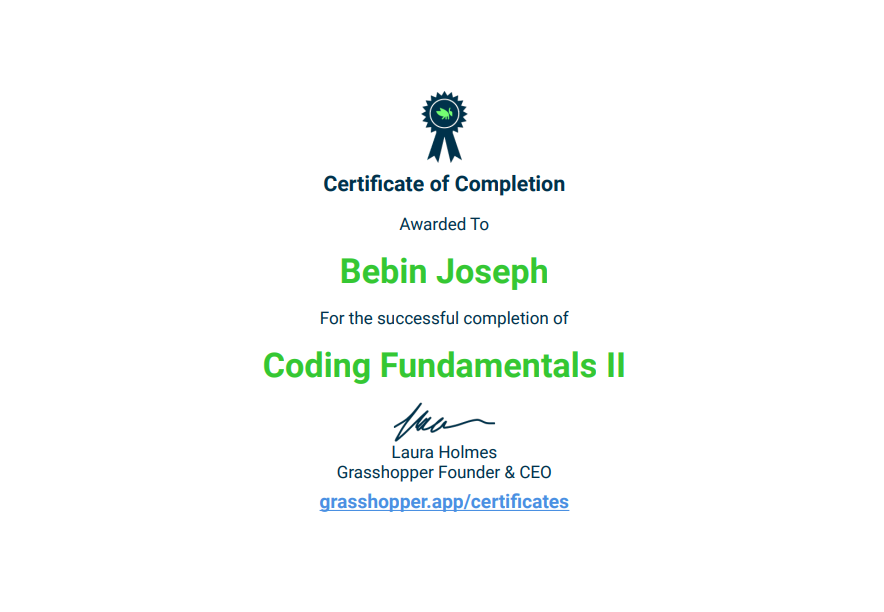 Certificate of Completion
Awarded To
Bebin Joseph
For the successful completion of
Coding Fundamentals II
Laura Holmes
Grasshopper Founder & CEO
grasshopper.app/certificates